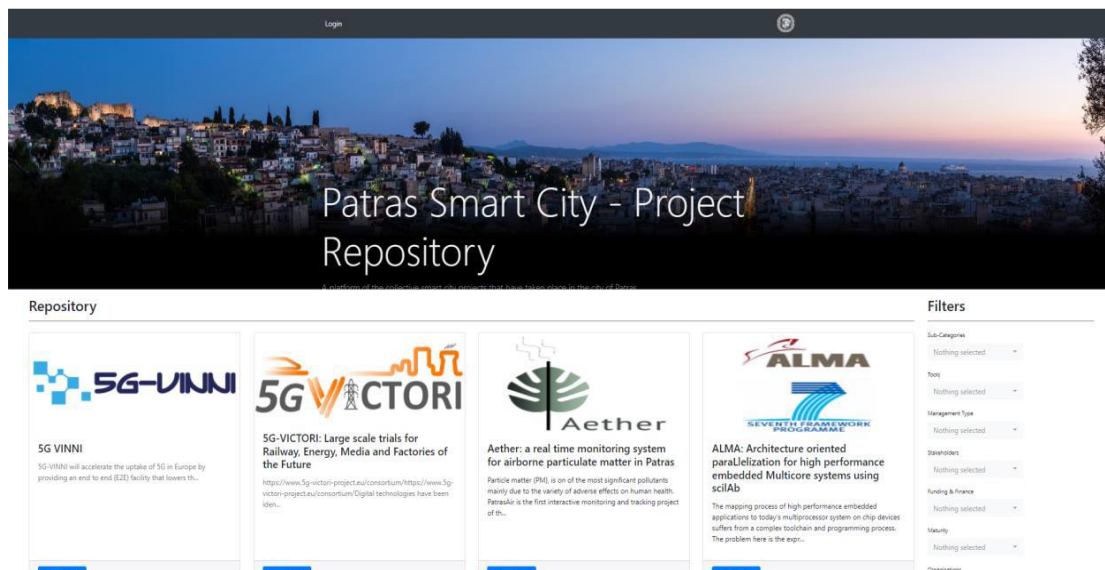 Login
Patras Smart City - Project
Repository
A platform of the collective smart city projects that have taken place in the city of Patras
Repository
Filters
5G-VINNI
5G VINNI
5G-VINNI will accelerate the uptake of 5G in Europe by
providing an end to end (E2E) facility that lowers th...
5G VICTORI
5G-VICTORI: Large scale trials for
Railway, Energy, Media and Factories of
the Future
https://www.5g-victori-project.eu/consortium/https://www.5g-
victori-project.eu/consortium/Digital technologies have been
iden...
Aether
Aether: a real time monitoring system
for airborne particulate matter in Patras
Particle matter (PM), is on of the most significant pollutants
mainly due to the variety of adverse effects on human health.
PatrasAir is the first interactive monitoring and tracking project
of th...
ALMA
SEVENTH FRAMEWORK
PROGRAMME
ALMA: Architecture oriented
paraLlelization for high performance
embedded Multicore systems using
scilAb
The mapping process of high performance embedded
applications to today's multiprocessor system on chip devices
suffers from a complex toolchain and programming process.
The problem here is the expr...
Sub-Categories
Nothing selected
Tools
Nothing selected
Management Type
Nothing selected
Stakeholders
Nothing selected
Funding & Finance
Nothing selected
Maturity
Nothing selected
Organisations